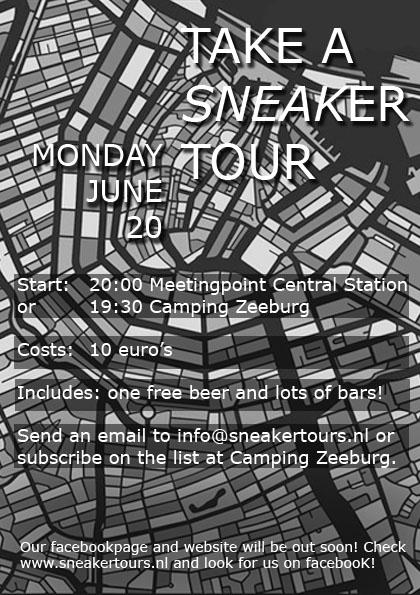 TAKE A
SNEAKER
TOUR
MONDAY
JUNE
20
Start: 20:00 Meetingpoint Central Station
or 19:30 Camping Zeeburg
Costs: 10 euro's
Includes: one free beer and lots of bars!
Send an email to info@sneakertours.nl or
subscribe on the list at Camping Zeeburg.
Our facebookpage and website will be out soon! Check
www.sneakertours.nl and look for us on facebooK!